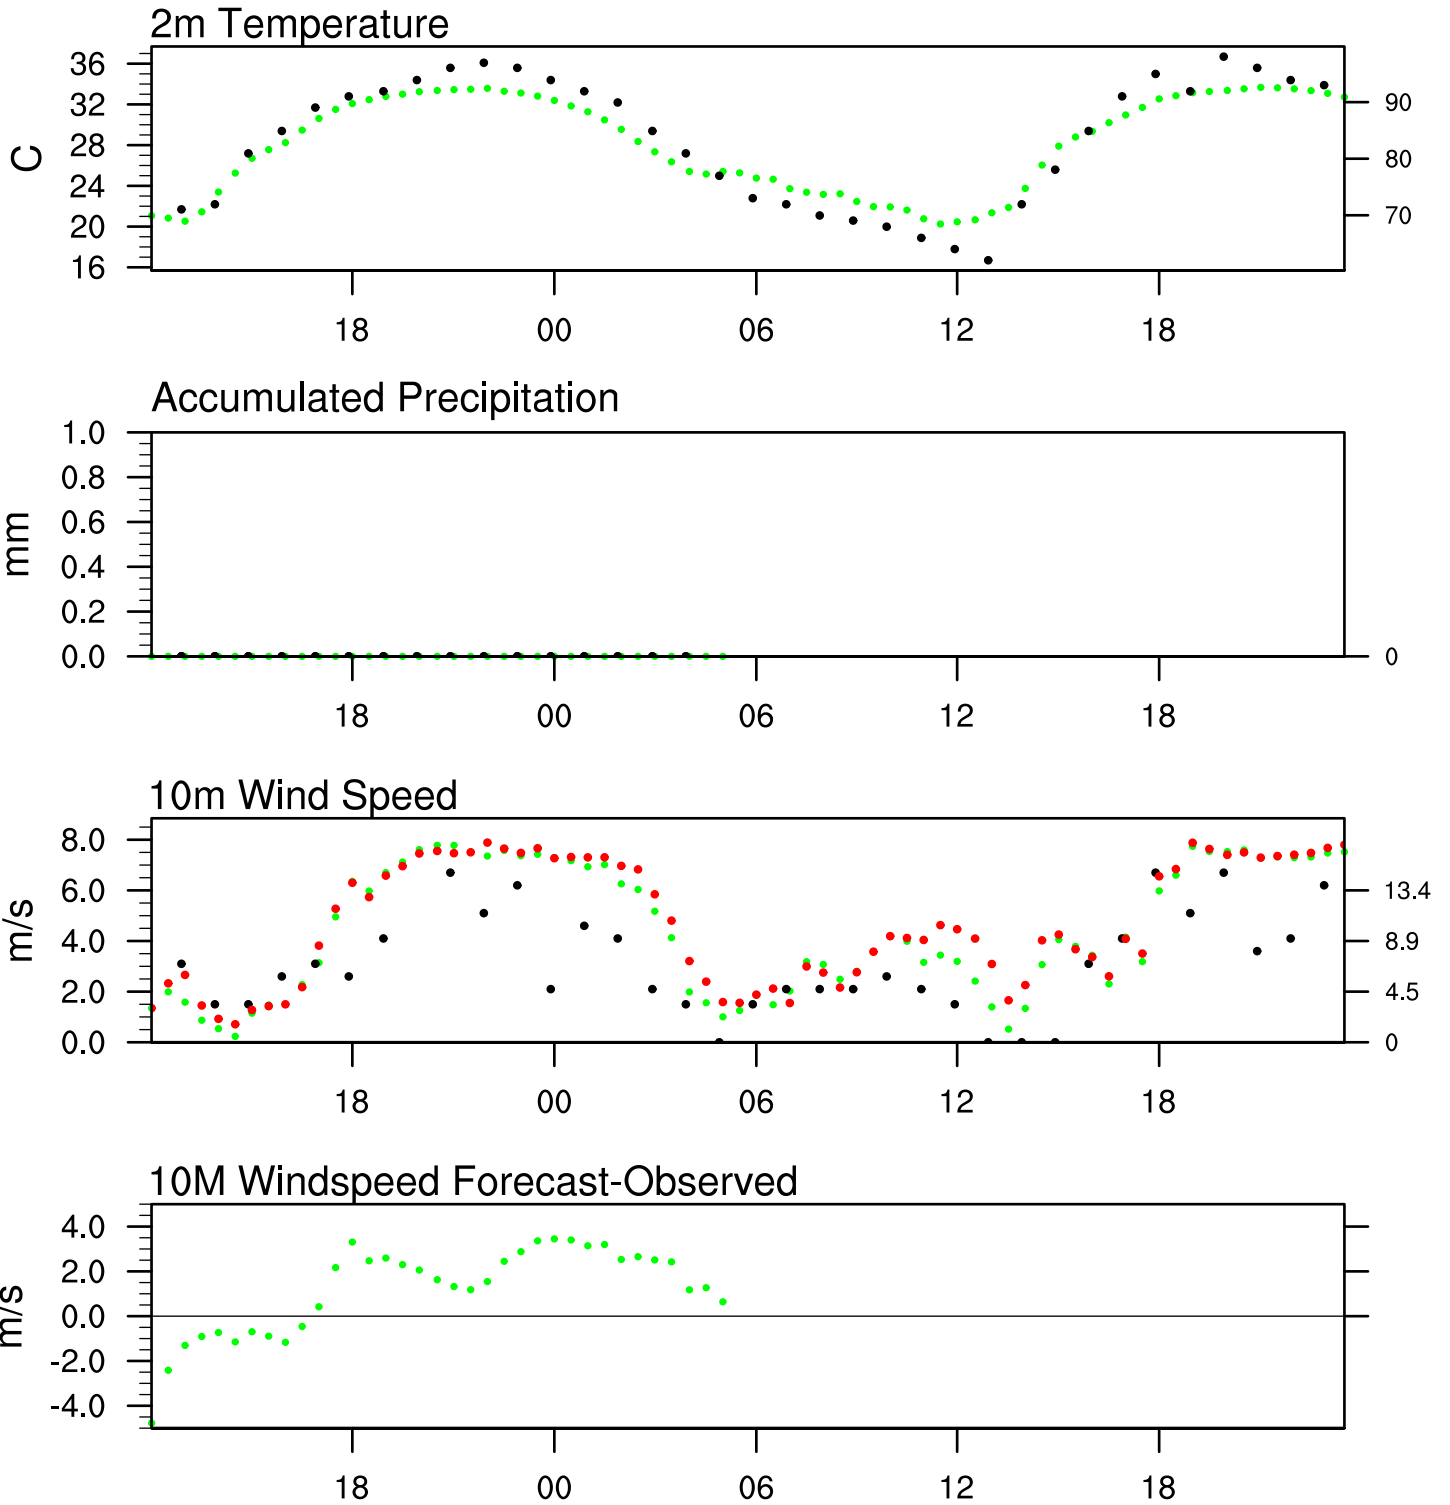 2m Temperature
36
32
28
24
20
16
C
90
80
70
18 00 06 12 18
Accumulated Precipitation
1.0
0.8
0.6
0.4
0.2
0.0
mm
0
18 00 06 12 18
10m Wind Speed
8.0
6.0
4.0
2.0
0.0
m/s
13.4
8.9
4.5
0
18 00 06 12 18
10M Windspeed Forecast-Observed
4.0
2.0
0.0
-2.0
-4.0
m/s
18 00 06 12 18